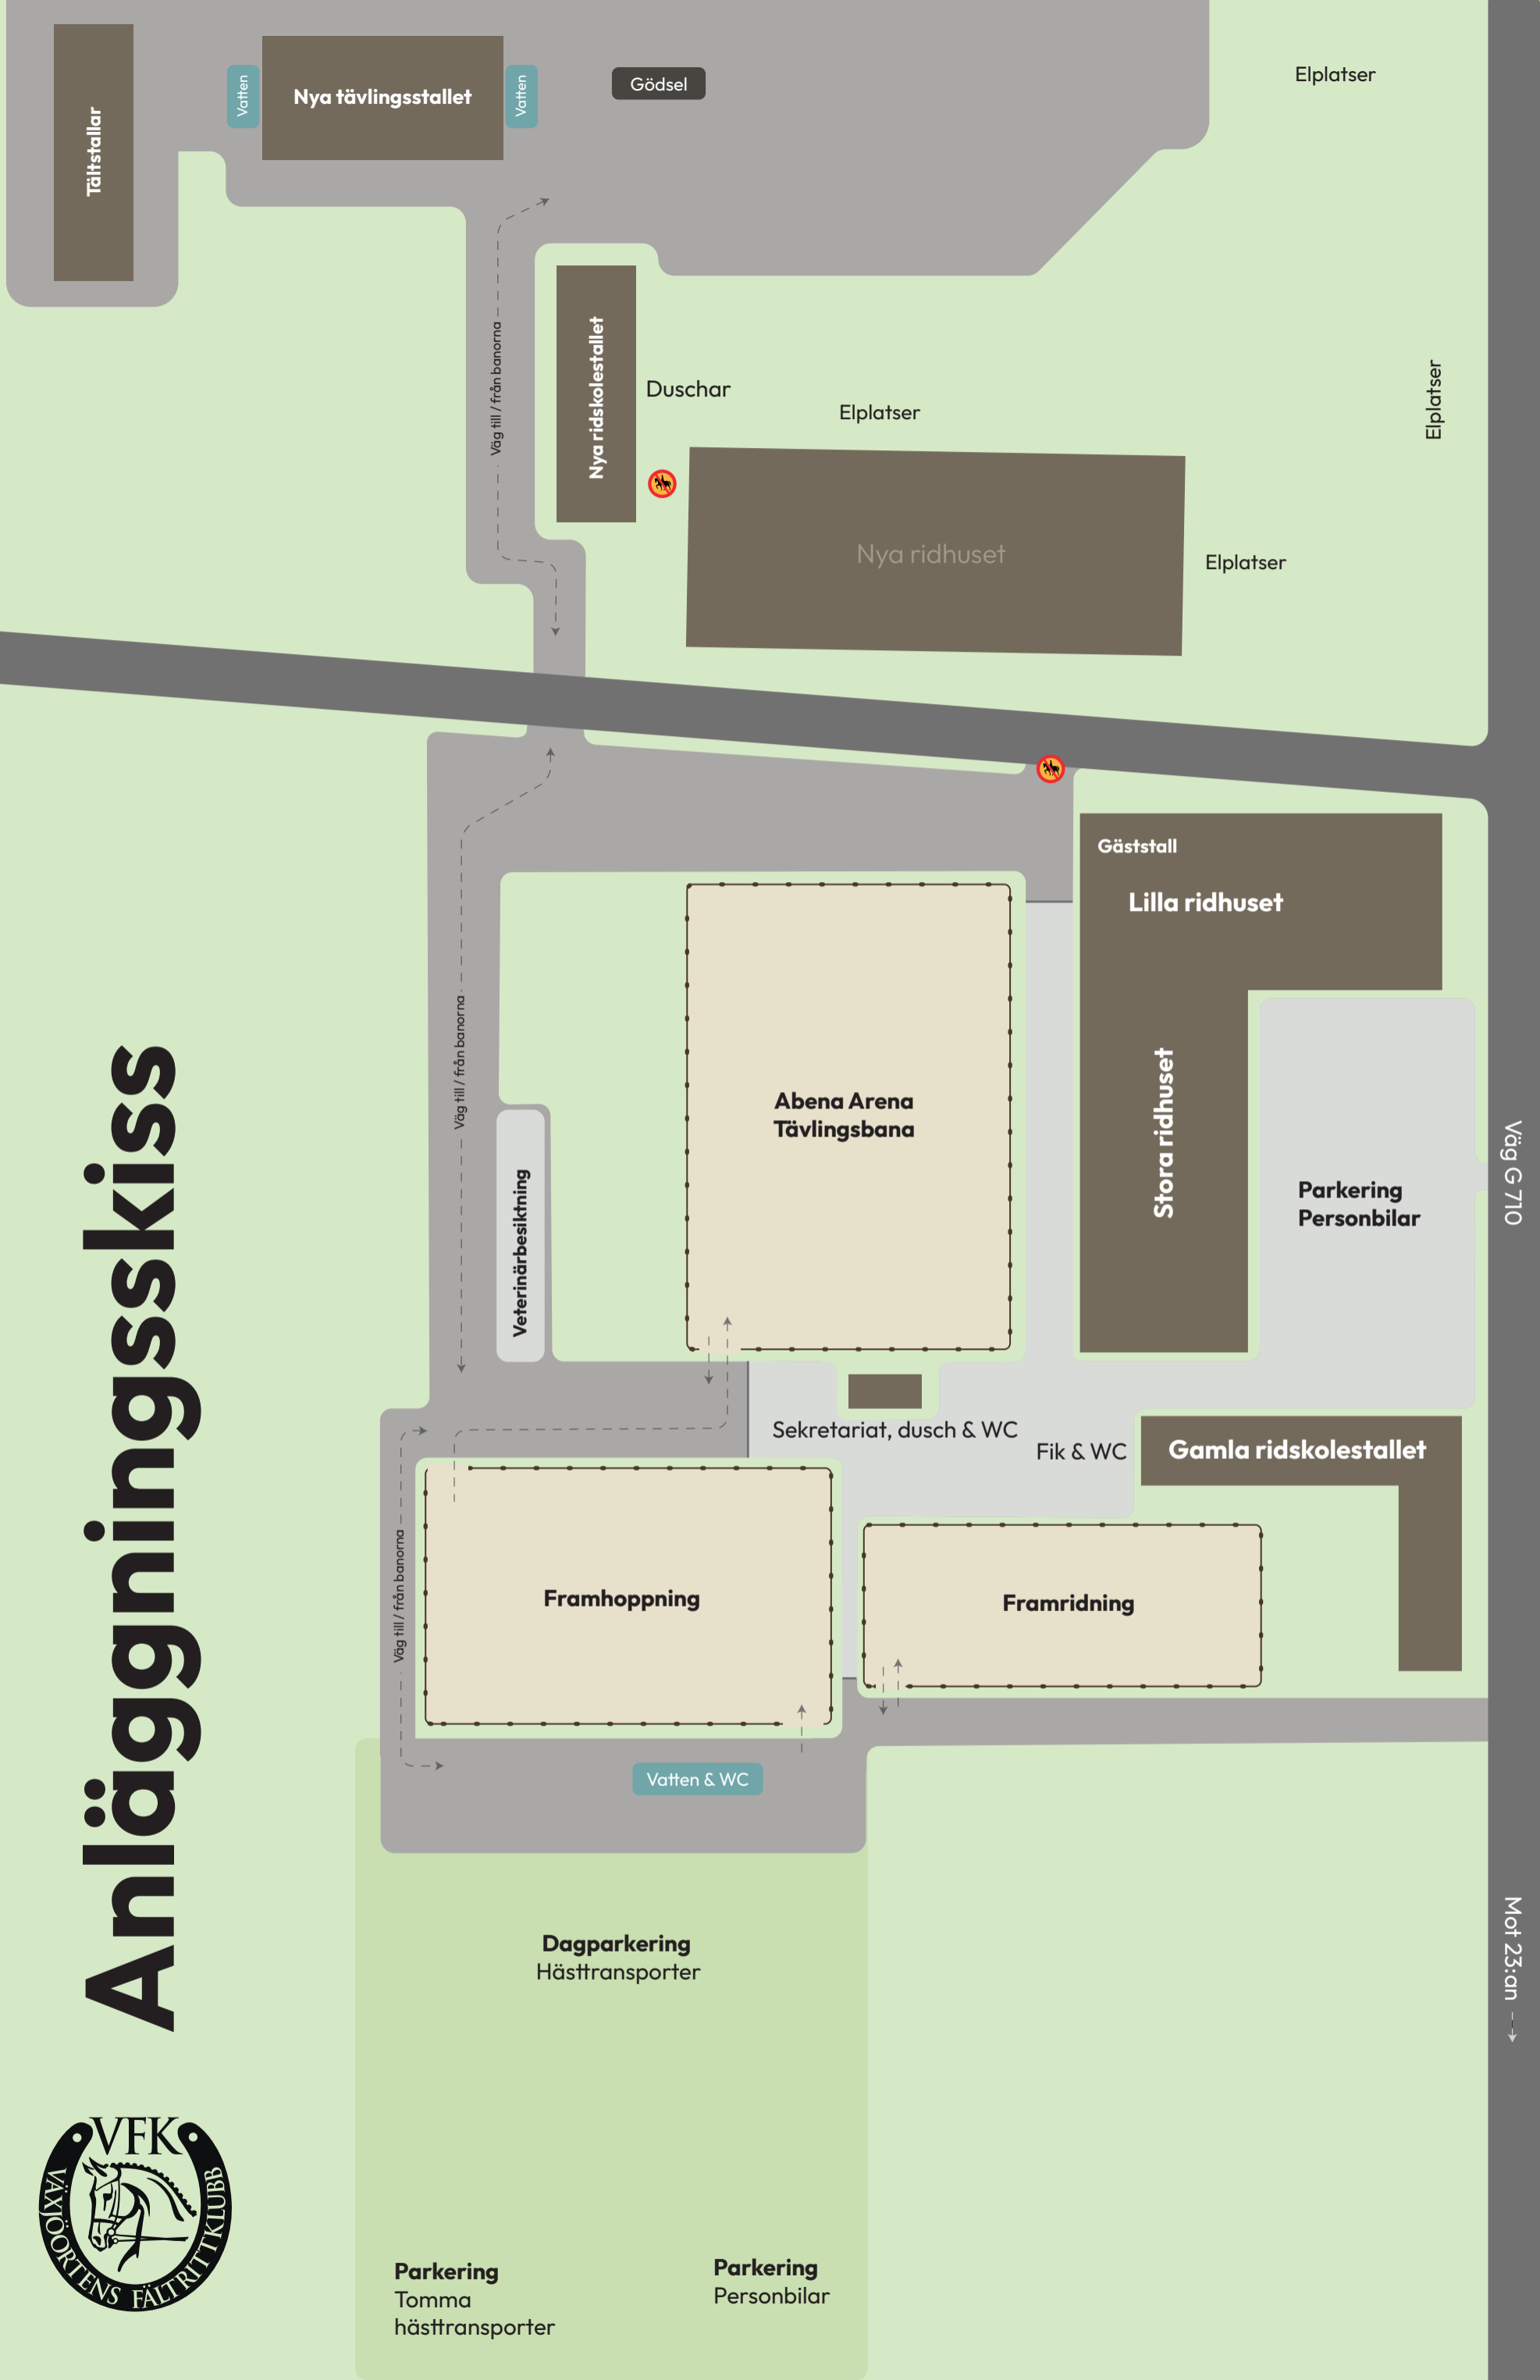 Tältstallar
Vatten
Nya tävlingsstallet
Vatten
Gödsel
Elplatser
Väg till / från banorna
Nya ridskolestallet
Duschar
Elplatser
Elplatser
Nya ridhuset
Elplatser
Gäststall
Lilla ridhuset
Väg till / från banorna
Veterinärbesiktning
Abena Arena
Tävlingsbana
Stora ridhuset
Parkering
Personbilar
Väg G 710
Sekretariat, dusch & WC
Fik & WC
Gamla ridskolestallet
Väg till / från banorna
Framhoppning
Framridning
Vatten & WC
Anläggningsskiss
Dagparkering
Hästtransporter
Mot 23:an
VFK
VÄXJÖORTENS FÄLTRITTKLUBB
Parkering
Tomma
hästtransporter
Parkering
Personbilar